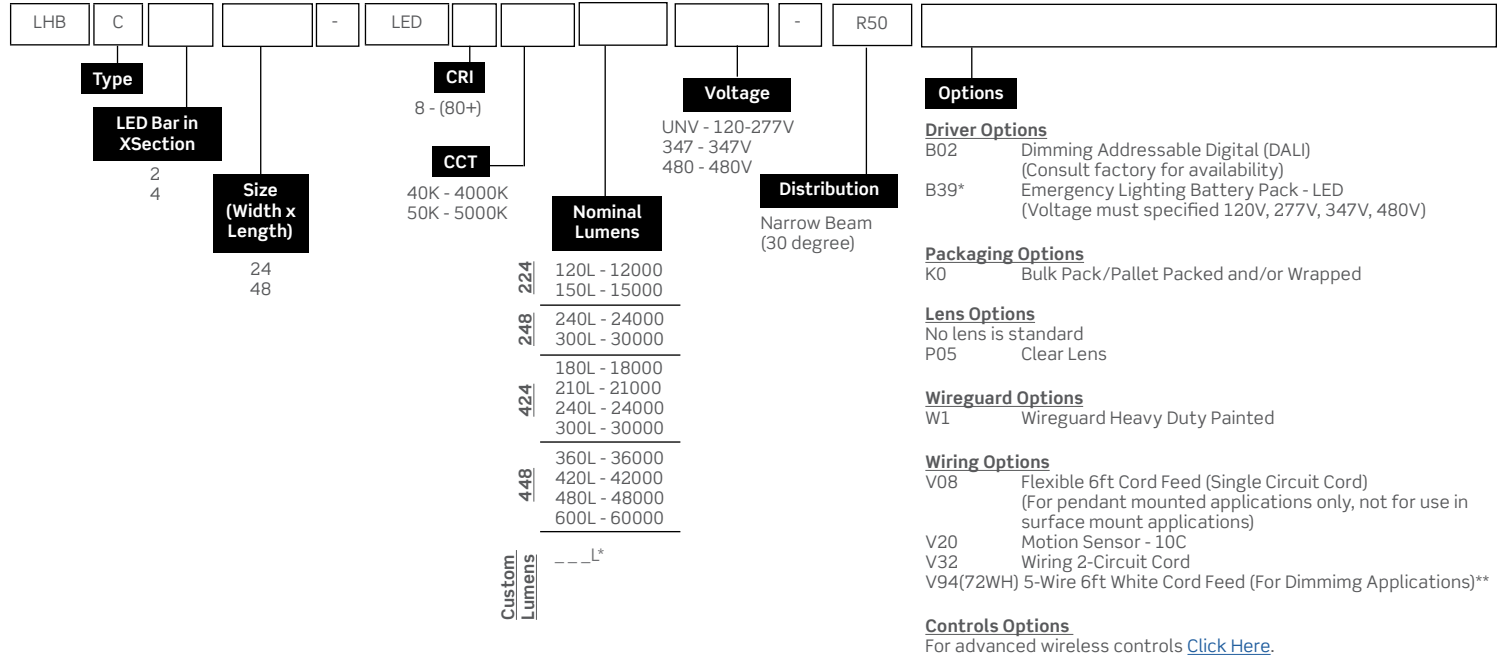 LHB C - LED - R50
Type
LED Bar in
XSection
2
4
Size
(Width x
Length)
24
48
CRI
8 - (80+)
CCT
40K - 4000K
50K - 5000K
Nominal
Lumens
224
120L - 12000
150L - 15000
248
240L - 24000
300L - 30000
424
180L - 18000
210L - 21000
240L - 24000
300L - 30000
448
360L - 36000
420L - 42000
480L - 48000
600L - 60000
Custom
Lumens
_ _ _L*
Voltage
UNV - 120-277V
347 - 347V
480 - 480V
Distribution
Narrow Beam
(30 degree)
Options
Driver Options
B02 Dimming Addressable Digital (DALI)
(Consult factory for availability)
B39* Emergency Lighting Battery Pack - LED
(Voltage must specified 120V, 277V, 347V, 480V)
Packaging Options
K0 Bulk Pack/Pallet Packed and/or Wrapped
Lens Options
No lens is standard
P05 Clear Lens
Wireguard Options
W1 Wireguard Heavy Duty Painted
Wiring Options
V08 Flexible 6ft Cord Feed (Single Circuit Cord)
(For pendant mounted applications only, not for use in
surface mount applications)
V20 Motion Sensor - 10C
V32 Wiring 2-Circuit Cord
V94(72WH) 5-Wire 6ft White Cord Feed (For Dimmimg Applications)**
Controls Options
For advanced wireless controls Click Here.